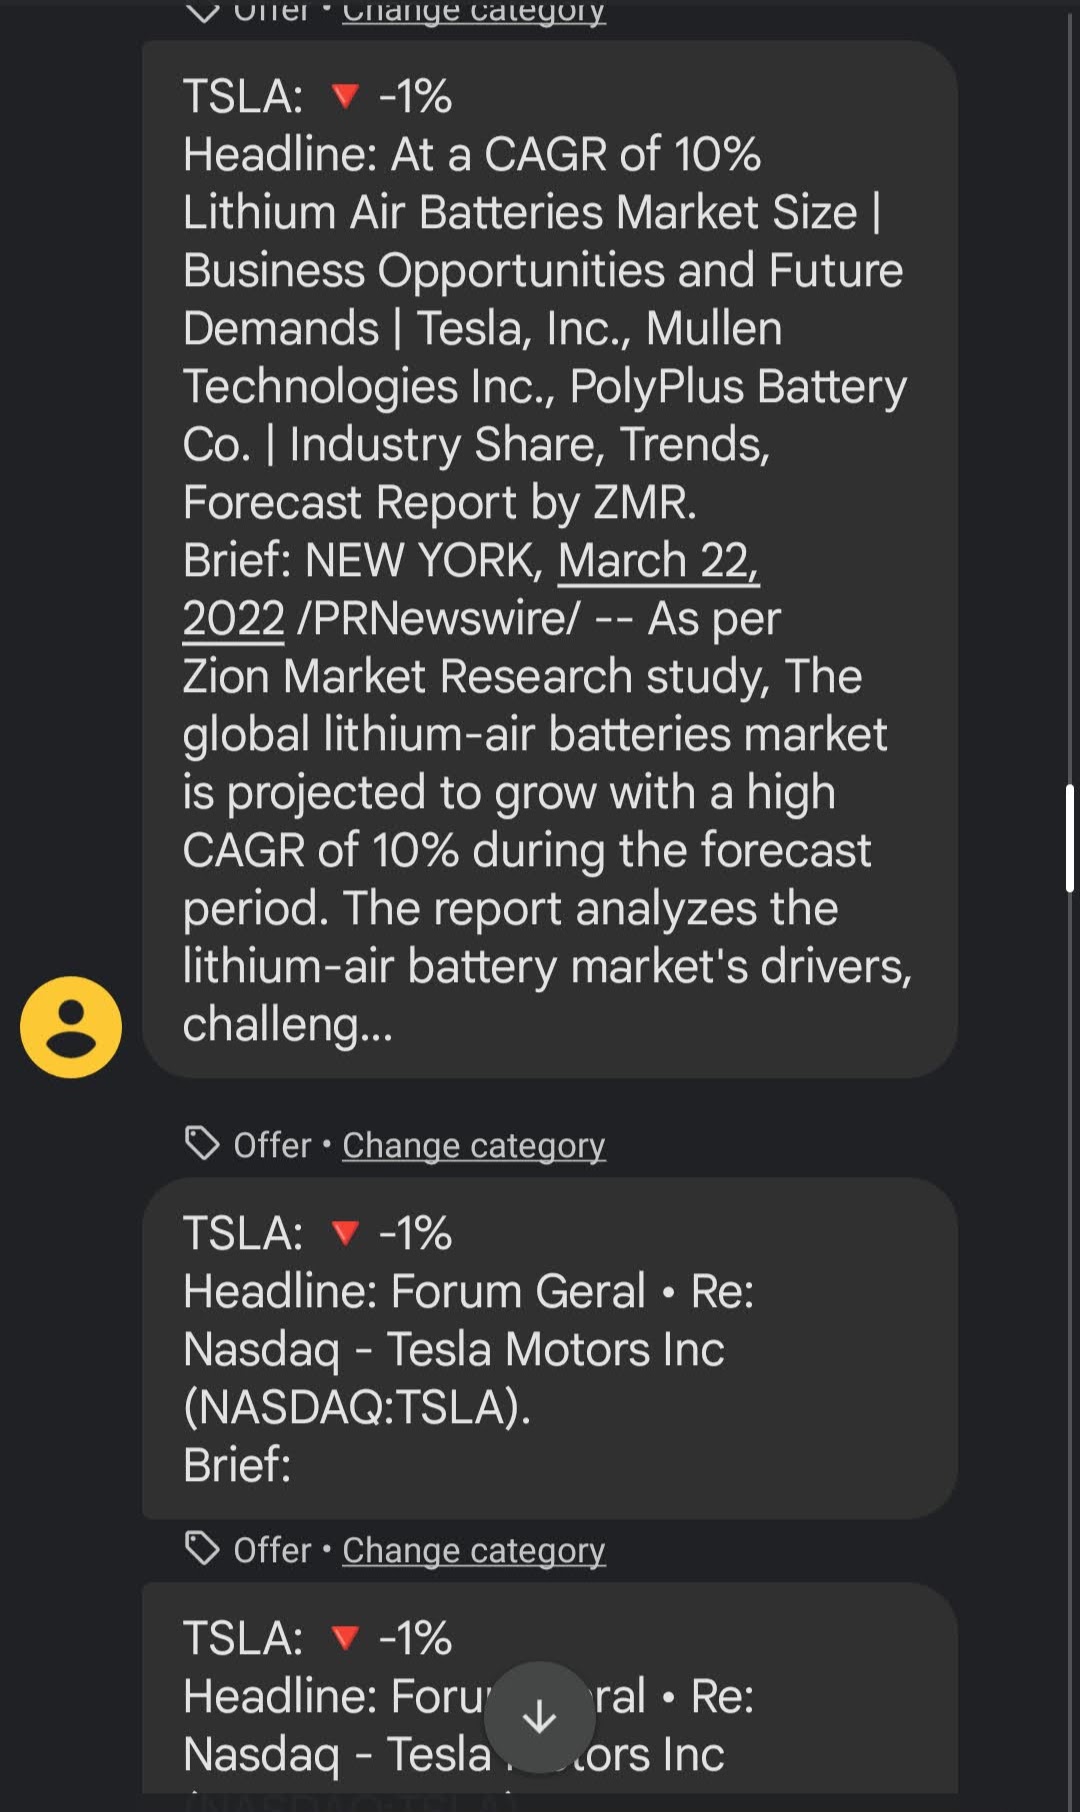 Offer • Change category
TSLA: 🔻 -1%
Headline: At a CAGR of 10%
Lithium Air Batteries Market Size |
Business Opportunities and Future
Demands | Tesla, Inc., Mullen
Technologies Inc., PolyPlus Battery
Co. | Industry Share, Trends,
Forecast Report by ZMR.
Brief: NEW YORK, March 22,
2022 /PRNewswire/ -- As per
Zion Market Research study, The
global lithium-air batteries market
is projected to grow with a high
CAGR of 10% during the forecast
period. The report analyzes the
lithium-air battery market's drivers,
challeng...
Offer • Change category
TSLA: 🔻 -1%
Headline: Forum Geral • Re:
Nasdaq - Tesla Motors Inc
(NASDAQ:TSLA).
Brief:
Offer • Change category
TSLA: 🔻 -1%
Headline: Foru ral • Re:
Nasdaq - Tesla tors Inc